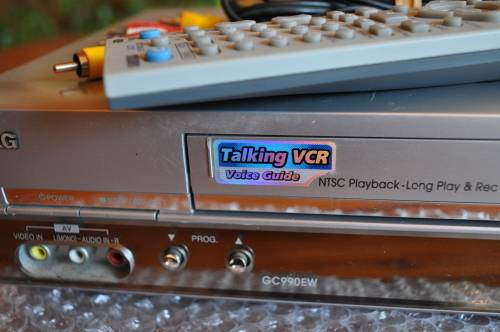 G
Talking VCR
Voice Guide
NTSC Playback·Long Play & Rec
POWER
AV
VIDEO IN L(MONO)-AUDIO IN-R
PROG.
GC990EW